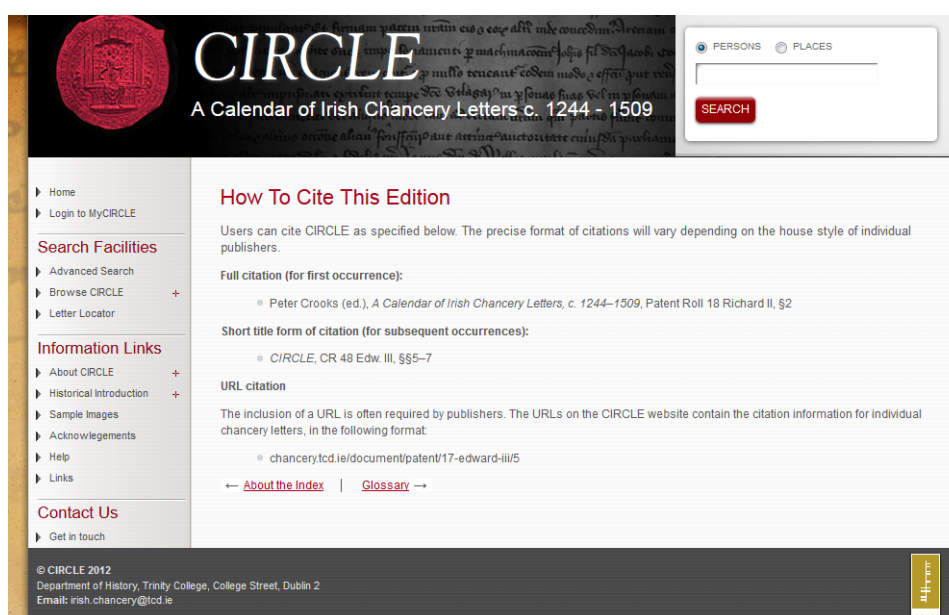 CIRCLE
A Calendar of Irish Chancery Letters c. 1244 - 1509
PERSONS PLACES
SEARCH
Home
Login to MyCIRCLE
Search Facilities
Advanced Search
Browse CIRCLE +
Letter Locator
Information Links
About CIRCLE +
Historical Introduction +
Sample Images
Acknowlegements
Help
Links
Contact Us
Get in touch
How To Cite This Edition
Users can cite CIRCLE as specified below. The precise format of citations will vary depending on the house style of individual
publishers.
Full citation (for first occurrence):
Peter Crooks (ed.), A Calendar of Irish Chancery Letters, c. 1244–1509, Patent Roll 18 Richard II, §2
Short title form of citation (for subsequent occurrences):
CIRCLE, CR 48 Edw. III, §§5–7
URL citation
The inclusion of a URL is often required by publishers. The URLs on the CIRCLE website contain the citation information for individual
chancery letters, in the following format:
chancery.tcd.ie/document/patent/17-edward-iii/5
← About the Index | Glossary →
© CIRCLE 2012
Department of History, Trinity College, College Street, Dublin 2
Email: irish.chancery@tcd.ie